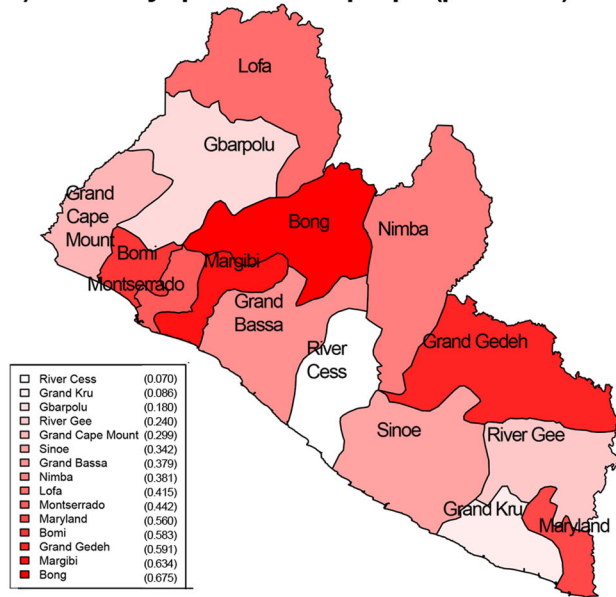 Lofa
Gbarpolu
Grand
Cape
Mount
Bong
Nimba
Bomi
Margibi
Montserrado
Grand
Bassa
River
Cess
Grand Gedeh
Sinoe
River Gee
Grand Kru
Maryland
River Cess (0.070)
Grand Kru (0.086)
Gbarpolu (0.180)
River Gee (0.240)
Grand Cape Mount (0.299)
Sinoe (0.342)
Grand Bassa (0.379)
Nimba (0.381)
Lofa (0.415)
Montserrado (0.442)
Maryland (0.560)
Bomi (0.583)
Grand Gedeh (0.591)
Margibi (0.634)
Bong (0.675)